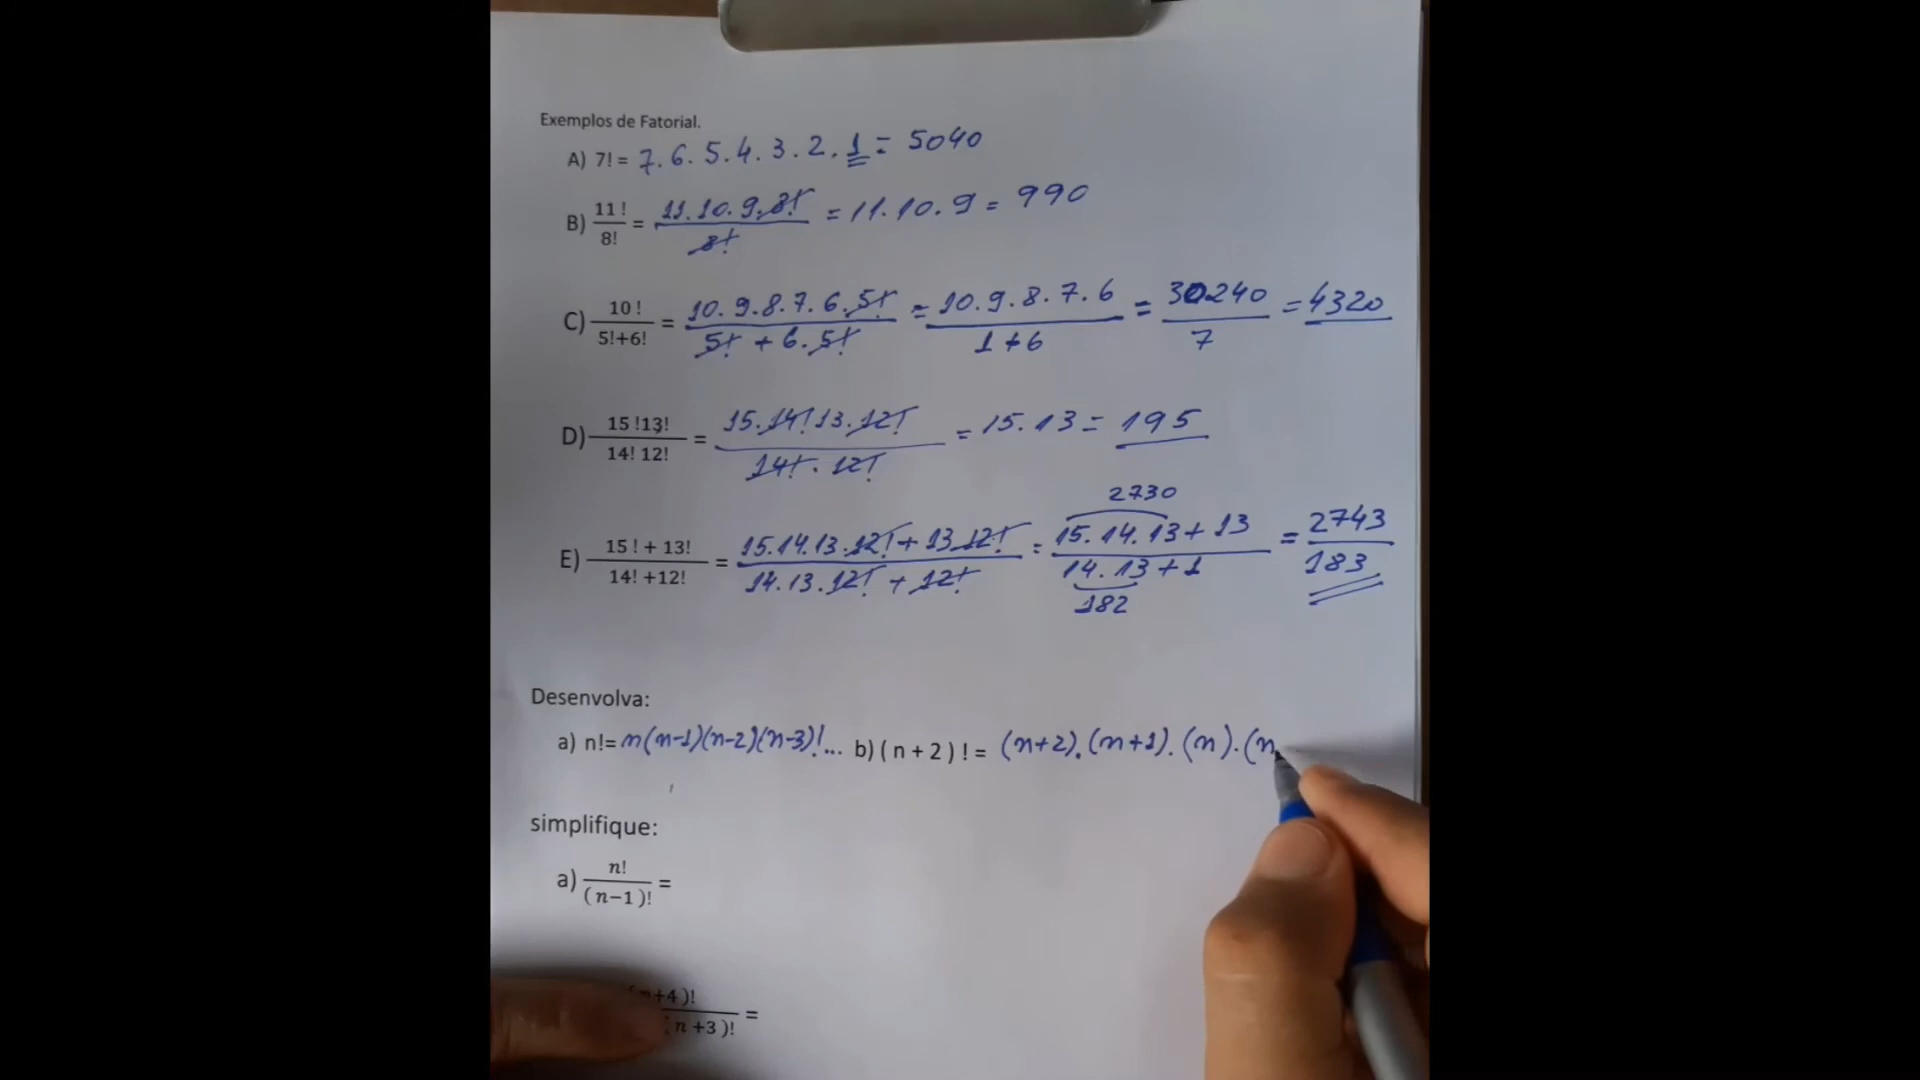 Exemplos de Fatorial.
A) 7! = 7.6.5.4.3.2.1 = 5040
B) 11!/8! = 11.10.9.8!/8! = 11.10.9 = 990
C) 10!/5!+6! = 10.9.8.7.6.5!/5!+6.5! = 10.9.8.7.6/1+6 = 30240/7 = 4320
D) 15!13!/14!12! = 15.14!13.12!/14!.12! = 15.13 = 195
2730
E) 15!+13!/14!+12! = 15.14.13.12!+13.12!/14.13.12!+12! = 15.14.13+13/14.13+1 = 2743/183
182
Desenvolva:
a) n! = n(n-1)(n-2)(n-3)!... b) (n+2)! = (n+2).(n+1).(n).(n
simplifique:
a) n!/(n-1)! =
+4)!/(n+3)! =